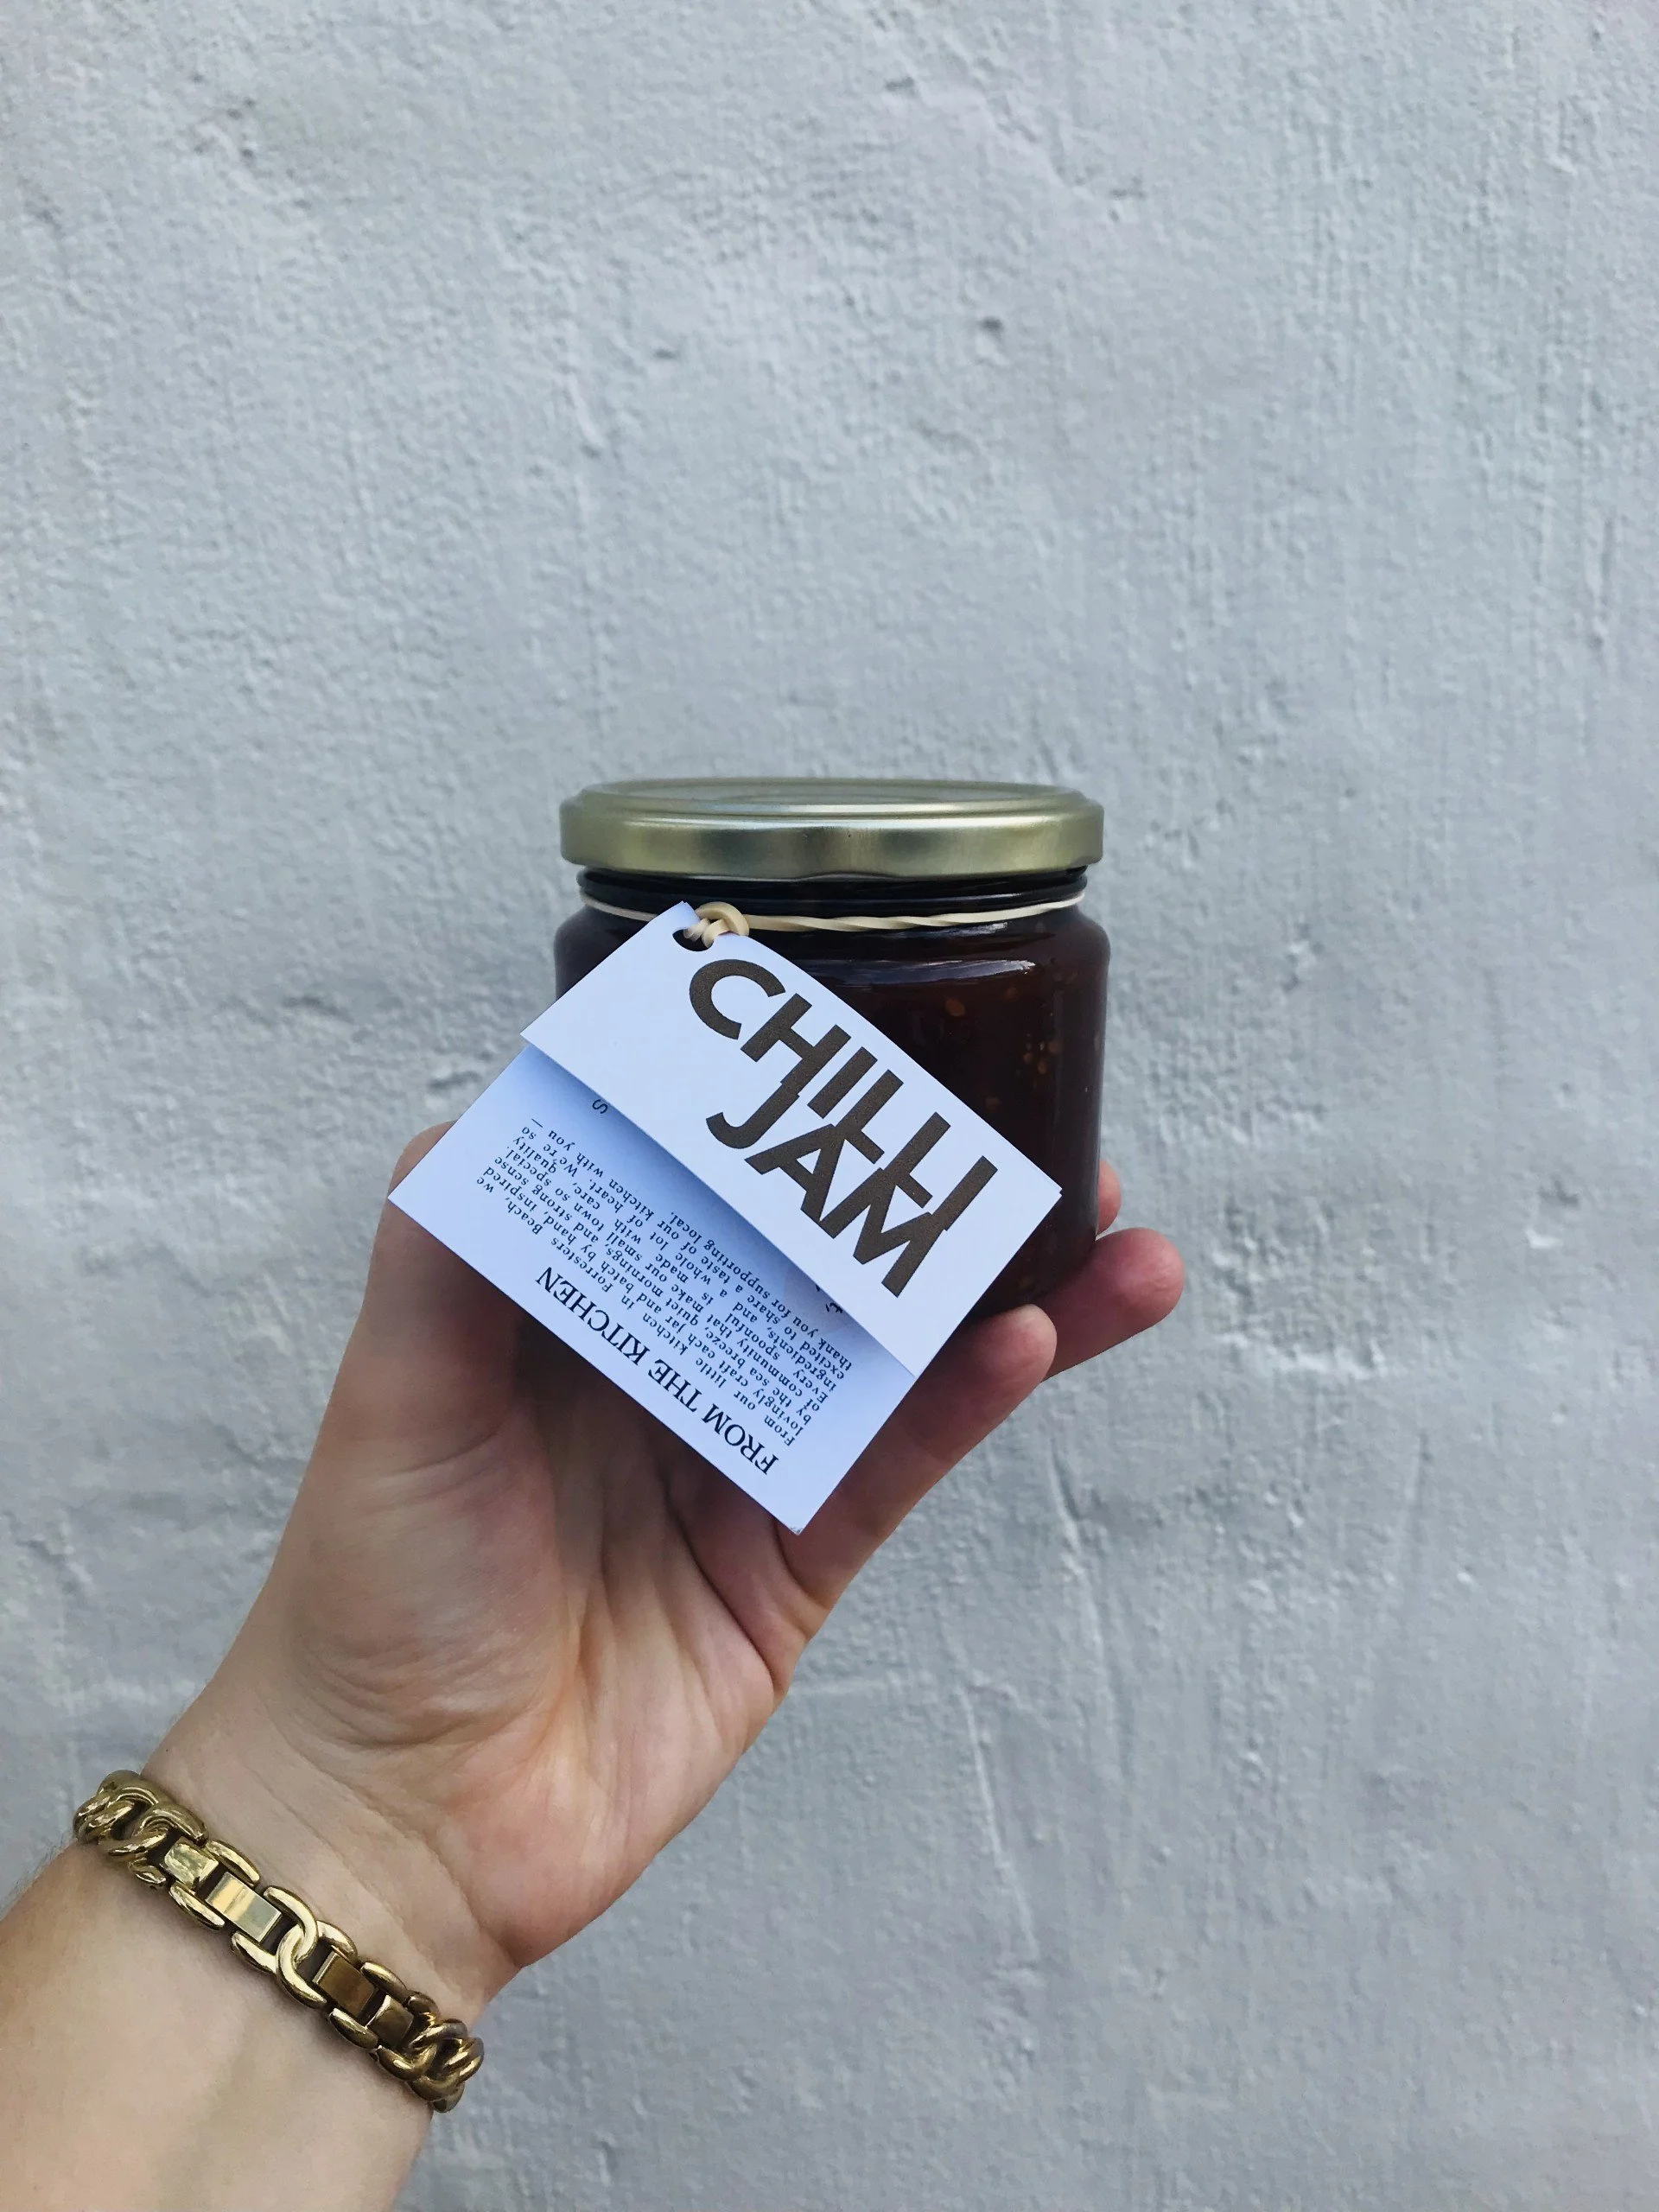 CHILLI
JAM
FROM THE KITCHEN
From our little kitchen in Forresters Beach, we
lovingly craft each jar and batch by hand, inspired
by the sea breeze, quiet mornings, and strong sense
of community that make our small town so special.
Every spoonful is made with care, quality
ingredients, and a whole lot of heart. We're so
excited to share a taste of our kitchen with you —
thank you for supporting local.